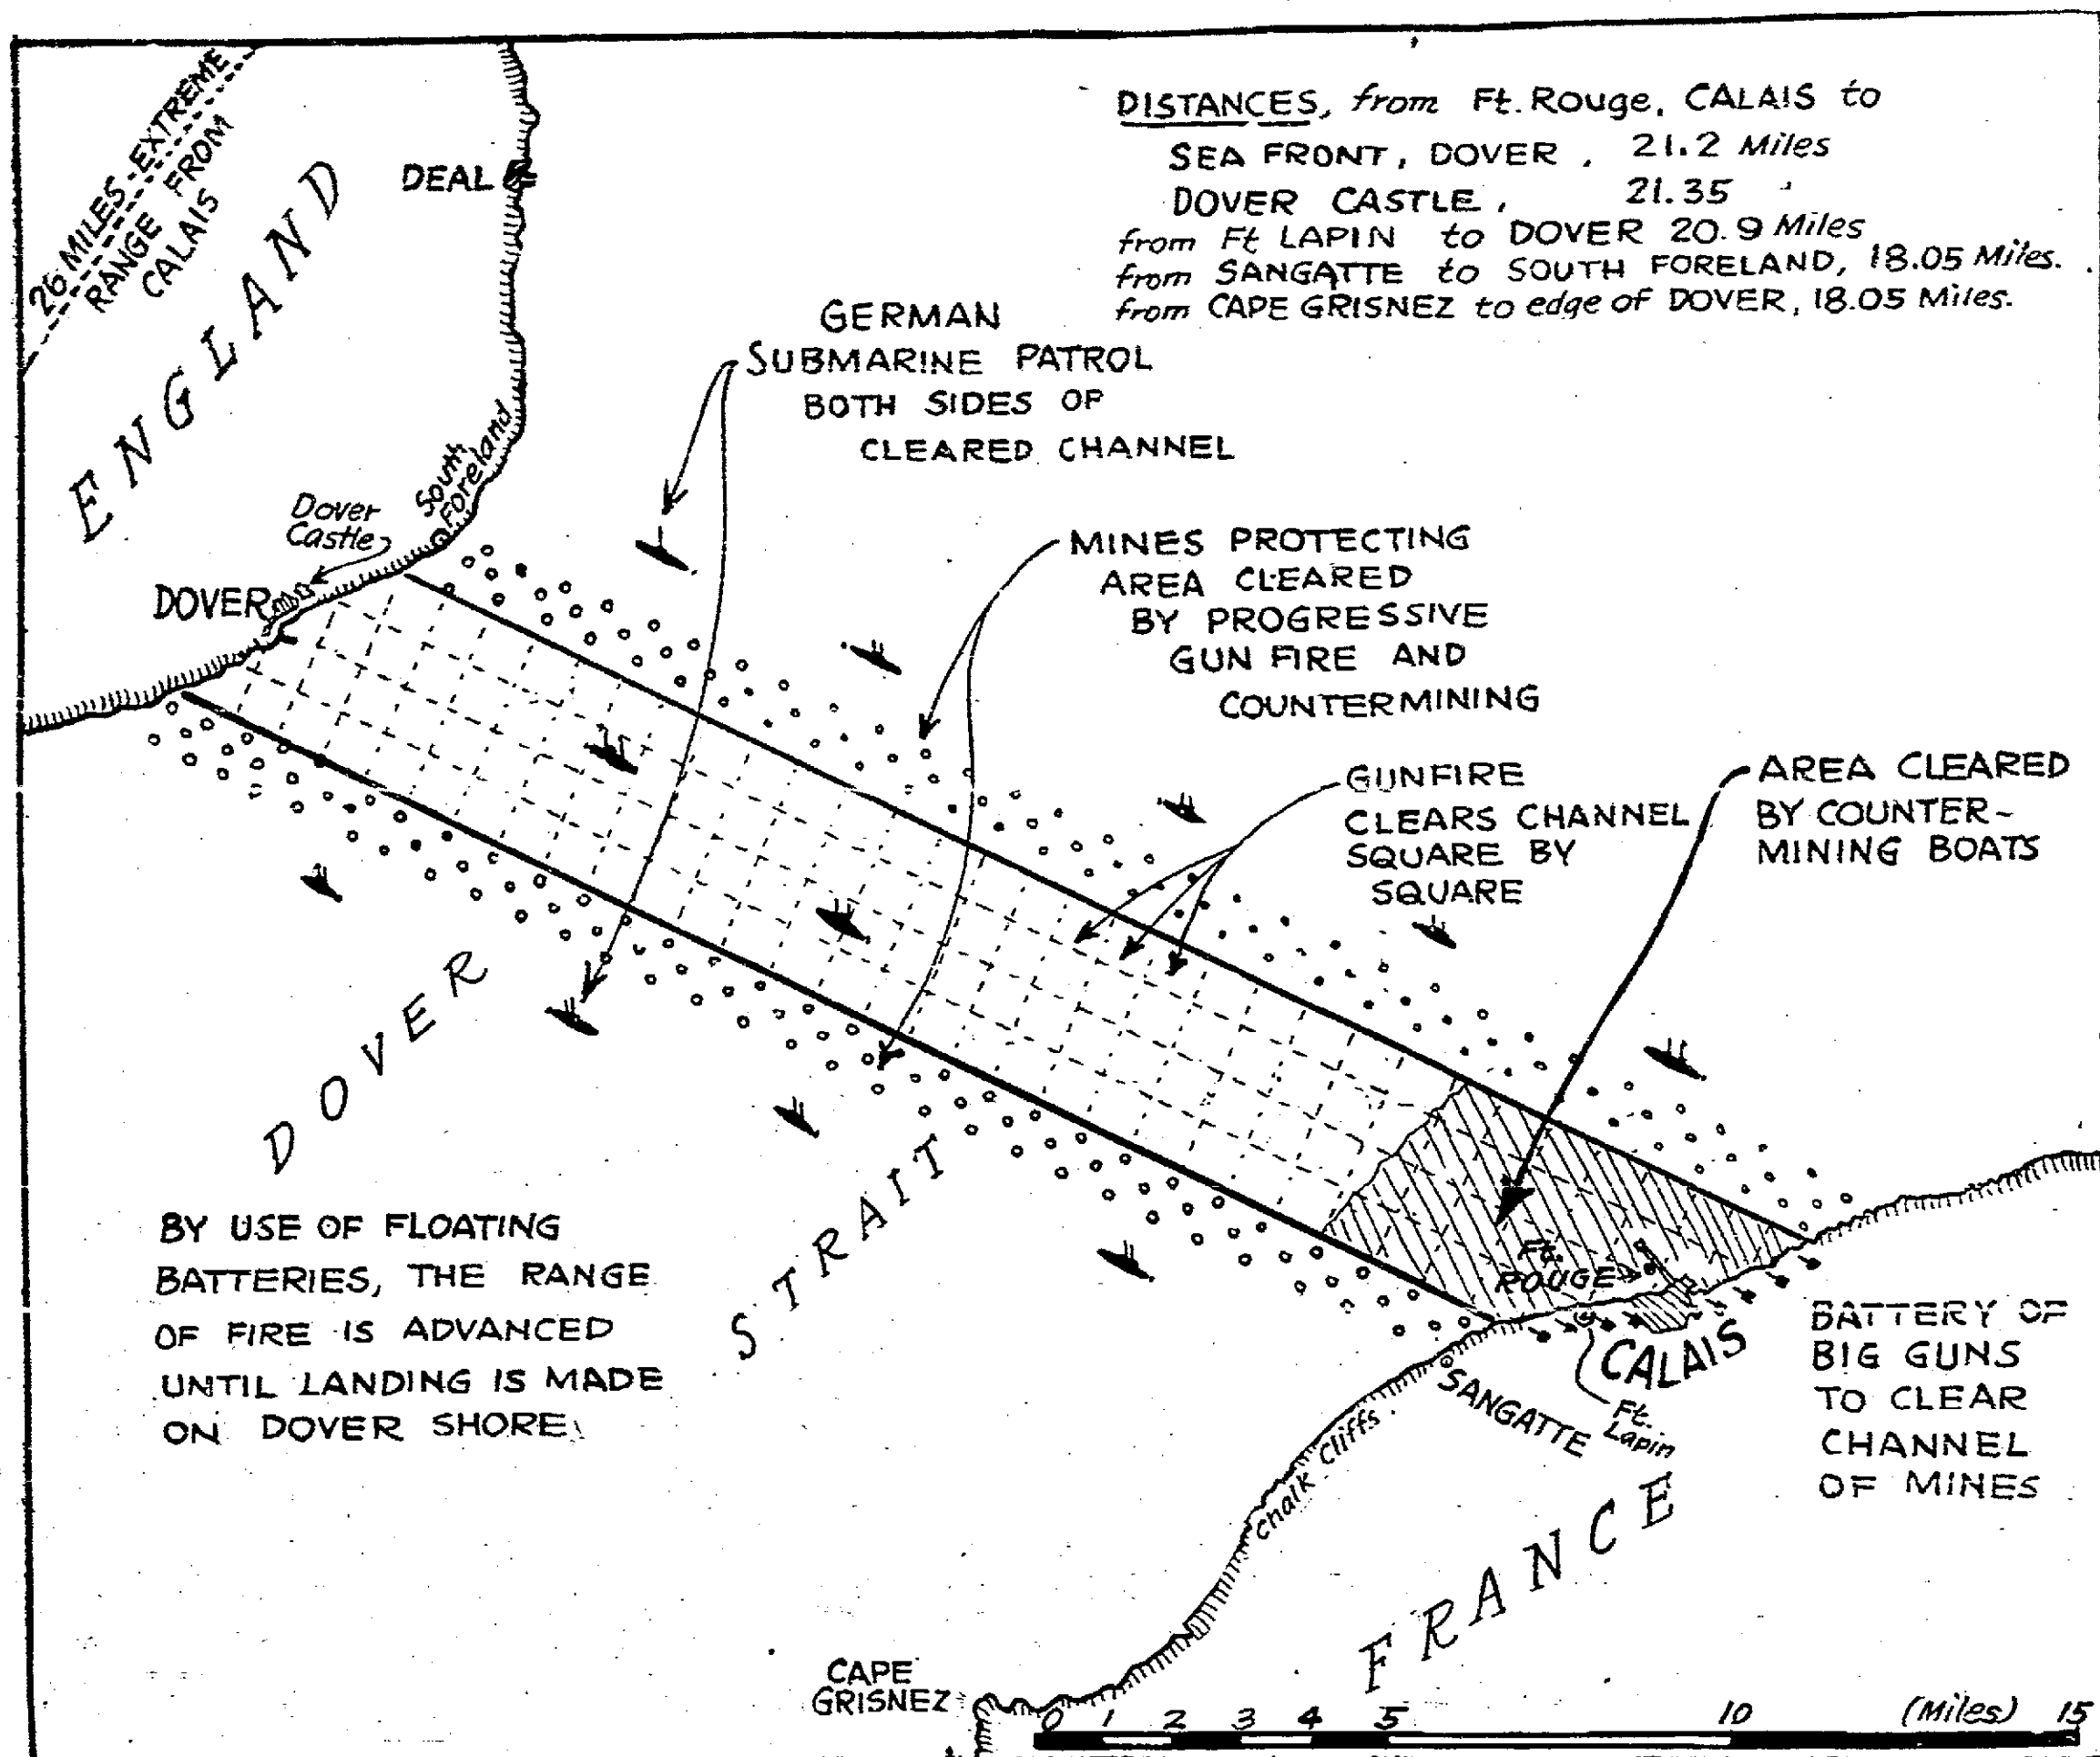 26 MILES-EXTREME
RANGE FROM
CALAIS
ENGLAND
DEAL
DISTANCES, from Ft. Rouge, CALAIS to
SEA FRONT, DOVER, 21.2 Miles
DOVER CASTLE, 21.35 "
from Ft LAPIN to DOVER 20.9 Miles
from SANGATTE to SOUTH FORELAND, 18.05 Miles.
from CAPE GRISNEZ to edge of DOVER, 18.05 Miles.
GERMAN
SUBMARINE PATROL
BOTH SIDES OF
CLEARED CHANNEL
South
Foreland
Dover
Castle
DOVER
MINES PROTECTING
AREA CLEARED
BY PROGRESSIVE
GUN FIRE AND
COUNTERMINING
GUNFIRE
CLEARS CHANNEL
SQUARE BY
SQUARE
AREA CLEARED
BY COUNTER-
MINING BOATS
DOVER
STRAIT
BY USE OF FLOATING
BATTERIES, THE RANGE
OF FIRE IS ADVANCED
UNTIL LANDING IS MADE
ON DOVER SHORE
Ft.
ROUGE
CALAIS
SANGATTE
Ft.
Lapin
BATTERY OF
BIG GUNS
TO CLEAR
CHANNEL
OF MINES
Chalk Cliffs
FRANCE
CAPE
GRISNEZ
0 1 2 3 4 5 10 (Miles) 15